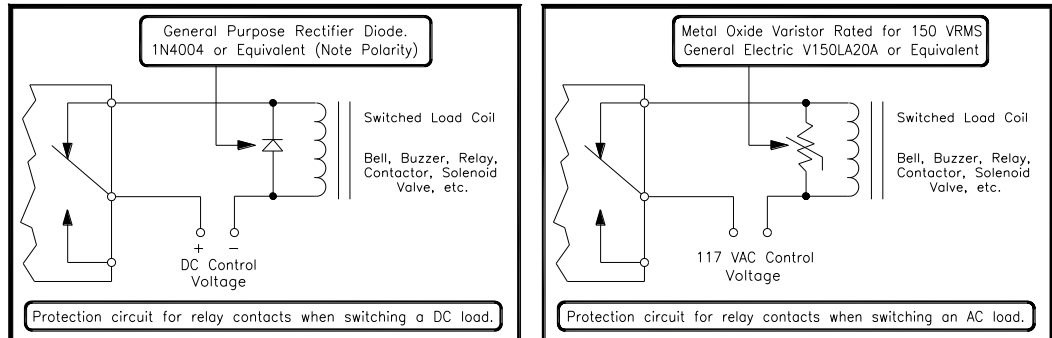 General Purpose Rectifier Diode.
1N4004 or Equivalent (Note Polarity)
Switched Load Coil
Bell, Buzzer, Relay,
Contactor, Solenoid
Valve, etc.
+ −
DC Control
Voltage
Protection circuit for relay contacts when switching a DC load.
Metal Oxide Varistor Rated for 150 VRMS
General Electric V150LA20A or Equivalent
Switched Load Coil
Bell, Buzzer, Relay,
Contactor, Solenoid
Valve, etc.
117 VAC Control
Voltage
Protection circuit for relay contacts when switching an AC load.